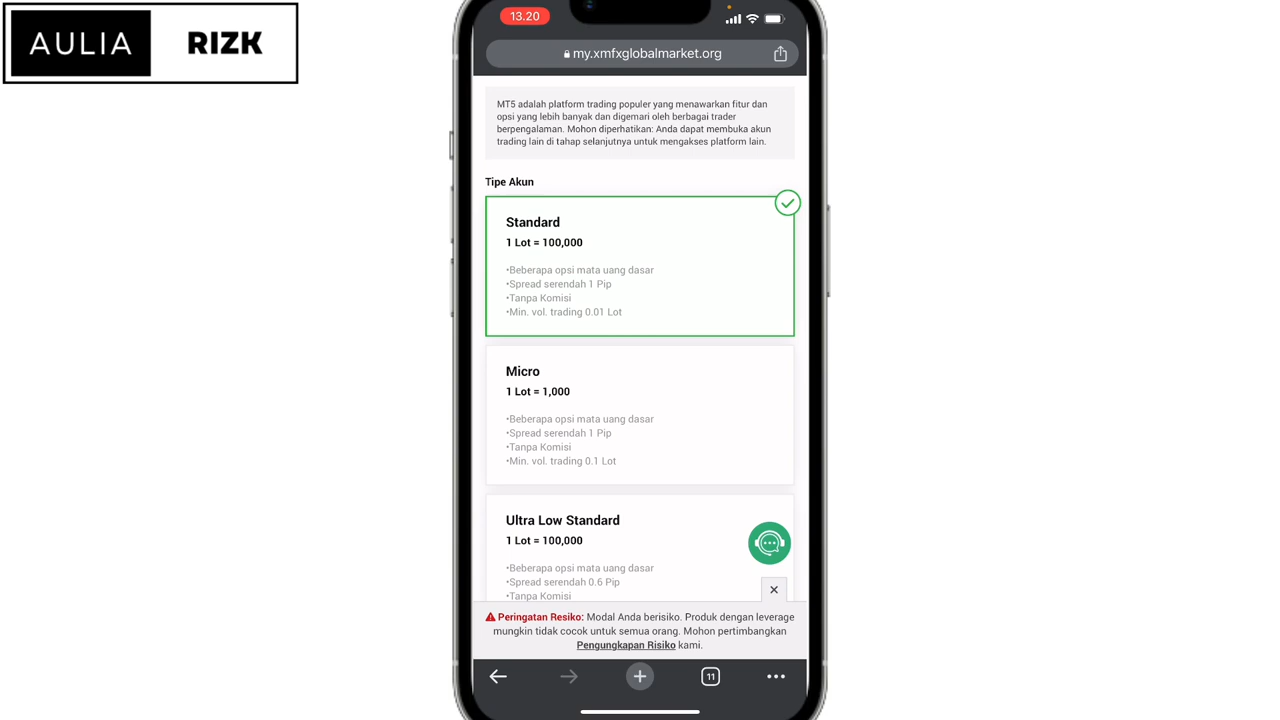 AULIA RIZK
13.20
my.xmfxglobalmarket.org
MT5 adalah platform trading populer yang menawarkan fitur dan
opsi yang lebih banyak dan digemari oleh berbagai trader
berpengalaman. Mohon diperhatikan: Anda dapat membuka akun
trading lain di tahap selanjutnya untuk mengakses platform lain.
Tipe Akun
Standard
1 Lot = 100,000
•Beberapa opsi mata uang dasar
•Spread serendah 1 Pip
•Tanpa Komisi
•Min. vol. trading 0.01 Lot
Micro
1 Lot = 1,000
•Beberapa opsi mata uang dasar
•Spread serendah 1 Pip
•Tanpa Komisi
•Min. vol. trading 0.1 Lot
Ultra Low Standard
1 Lot = 100,000
•Beberapa opsi mata uang dasar
•Spread serendah 0.6 Pip
•Tanpa Komisi
Peringatan Resiko: Modal Anda berisiko. Produk dengan leverage
mungkin tidak cocok untuk semua orang. Mohon pertimbangkan
Pengungkapan Risiko kami.
11